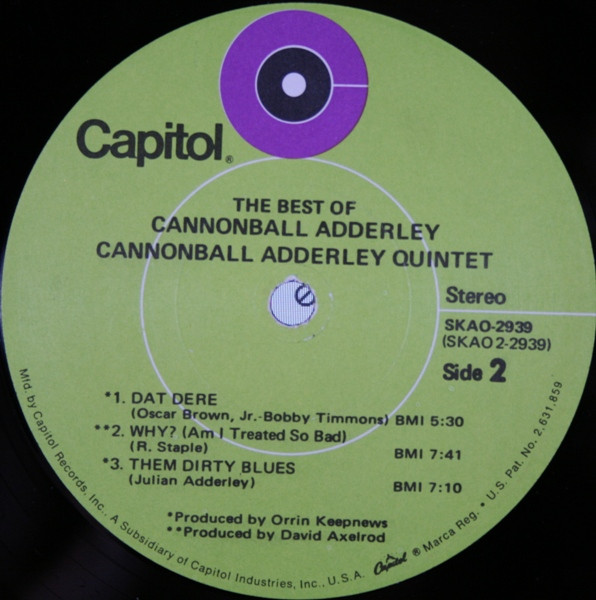 Capitol®
THE BEST OF
CANNONBALL ADDERLEY
CANNONBALL ADDERLEY QUINTET
Stereo
SKAO-2939
(SKAO 2-2939)
Side 2
*1. DAT DERE
(Oscar Brown, Jr.-Bobby Timmons) BMI 5:30
**2. WHY? (Am I Treated So Bad)
(R. Staple) BMI 7:41
*3. THEM DIRTY BLUES
(Julian Adderley) BMI 7:10
*Produced by Orrin Keepnews
**Produced by David Axelrod
Mfd. by Capitol Records, Inc., A Subsidiary of Capitol Industries, Inc., U.S.A. Capitol ® Marca Reg. • U.S. Pat. No. 2,631,859